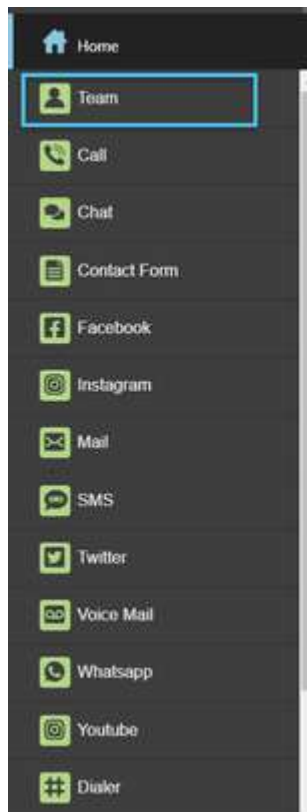 Home
Team
Call
Chat
Contact Form
Facebook
Instagram
Mail
SMS
Twitter
Voice Mail
Whatsapp
Youtube
Dialer